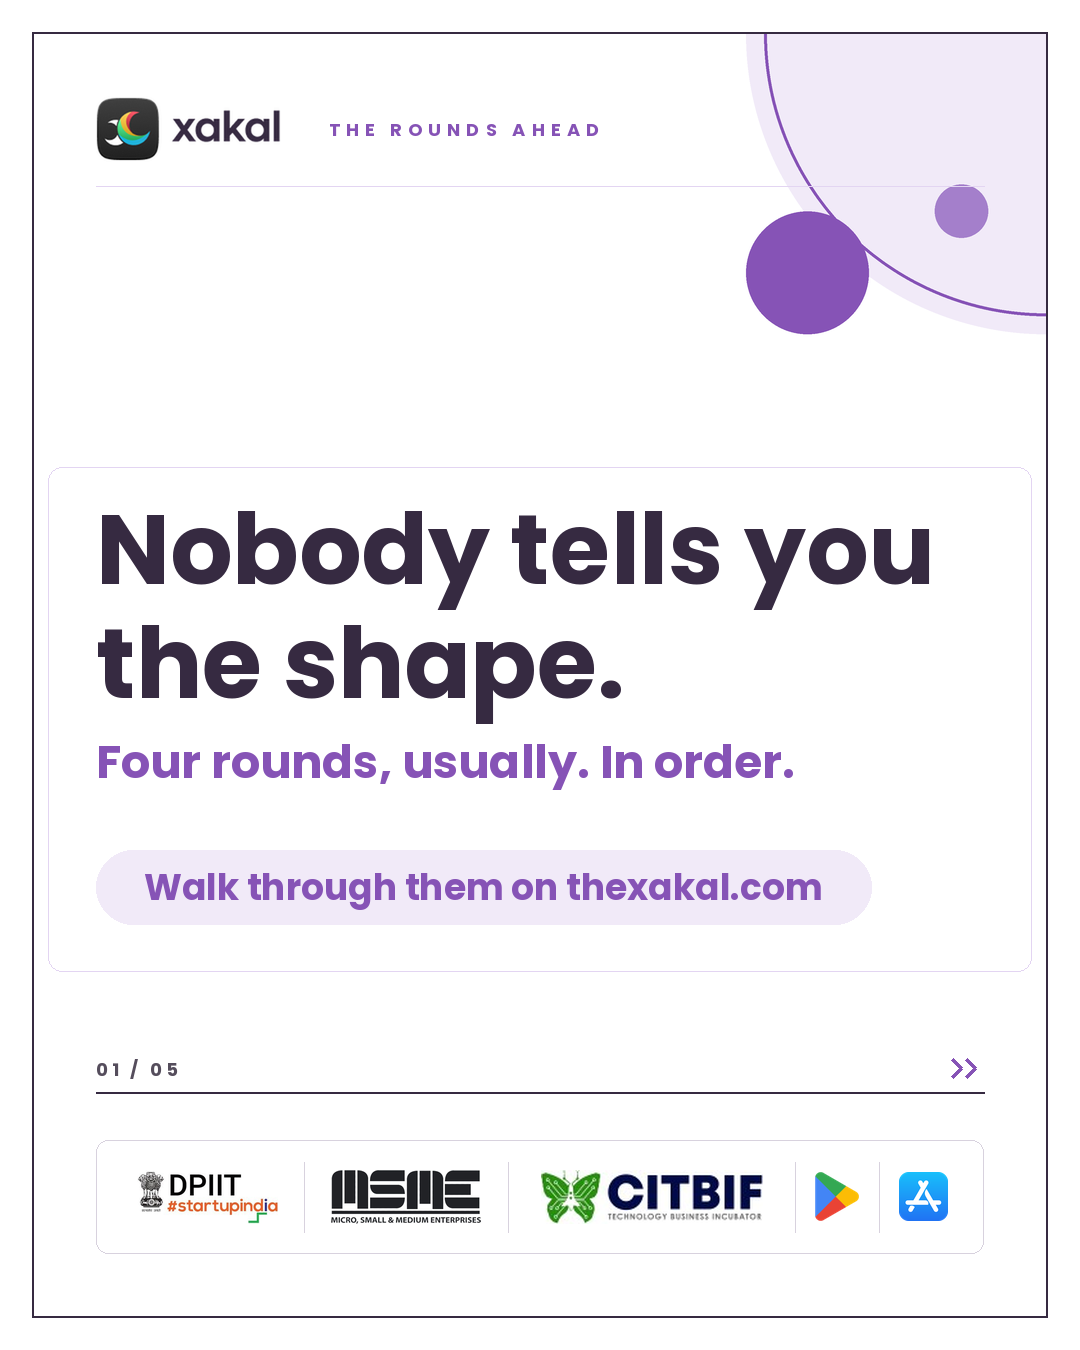 xakal
THE ROUNDS AHEAD
Nobody tells you
the shape.
Four rounds, usually. In order.
Walk through them on thexakal.com
01 / 05
DPIIT
#startupindia
MSME
MICRO, SMALL & MEDIUM ENTERPRISES
CITBIF
TECHNOLOGY BUSINESS INCUBATOR